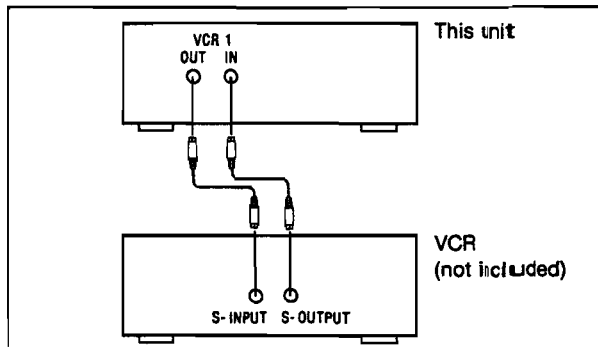 This unit
VCR 1
OUT IN
VCR
(not included)
S-INPUT S-OUTPUT